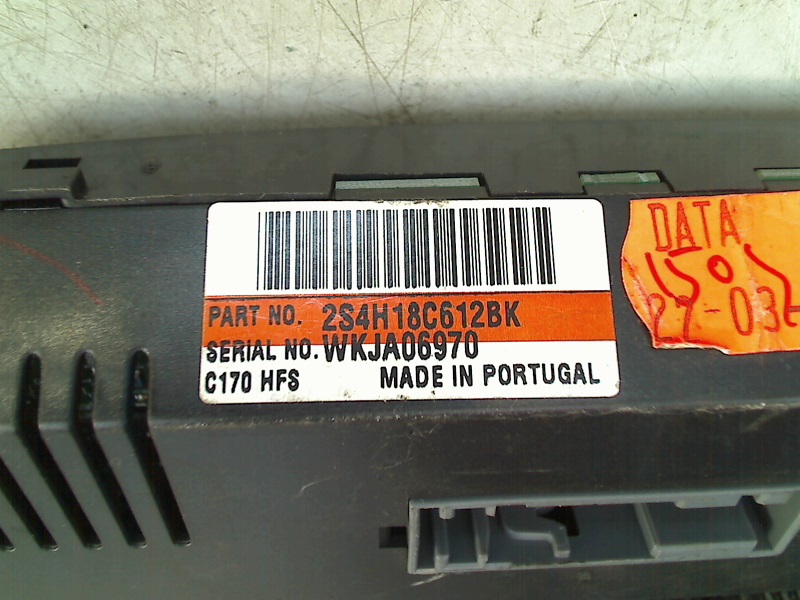 PART NO. 2S4H18C612BK
SERIAL NO. WKJA06970
C170 HFS MADE IN PORTUGAL
DATA